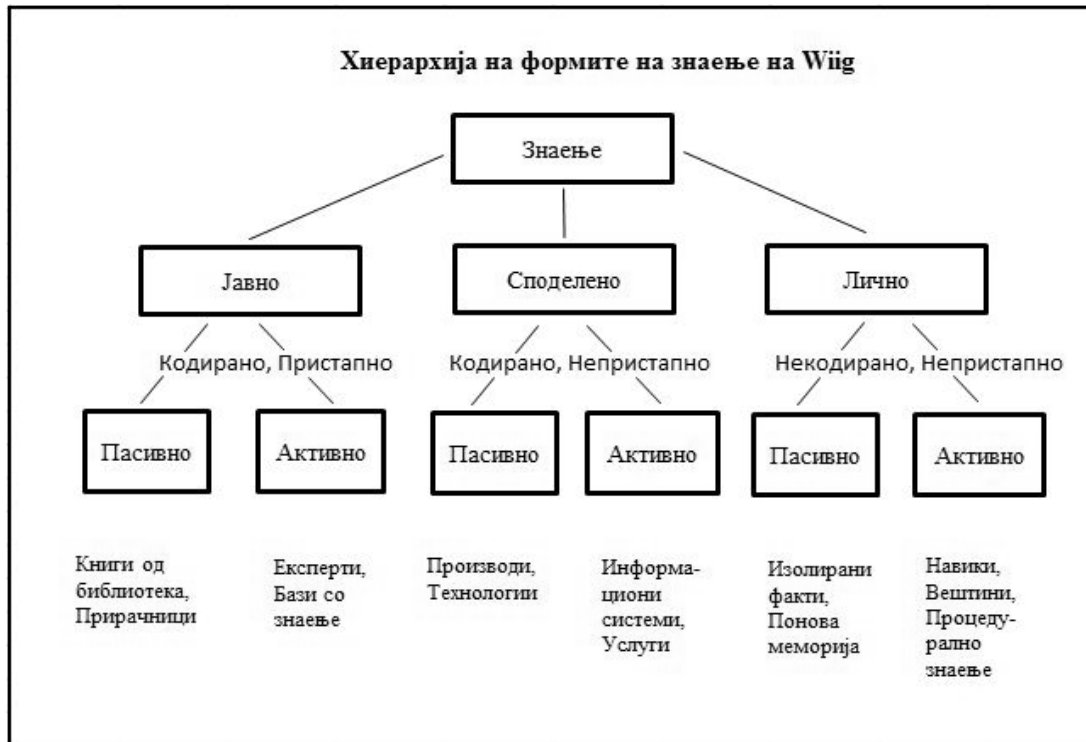 Хиерархија на формите на знаење на Wiig
Знаење
Јавно
Споделено
Лично
Кодирано, Пристапно
Кодирано, Непристапно
Некодирано, Непристапно
Пасивно
Активно
Пасивно
Активно
Пасивно
Активно
Книги од
библиотека,
Прирачници
Експерти,
Бази со
знаење
Производи,
Технологии
Информа-
циони
системи,
Услуги
Изолирани
факти,
Понова
меморија
Навики,
Вештини,
Процеду-
рално
знаење